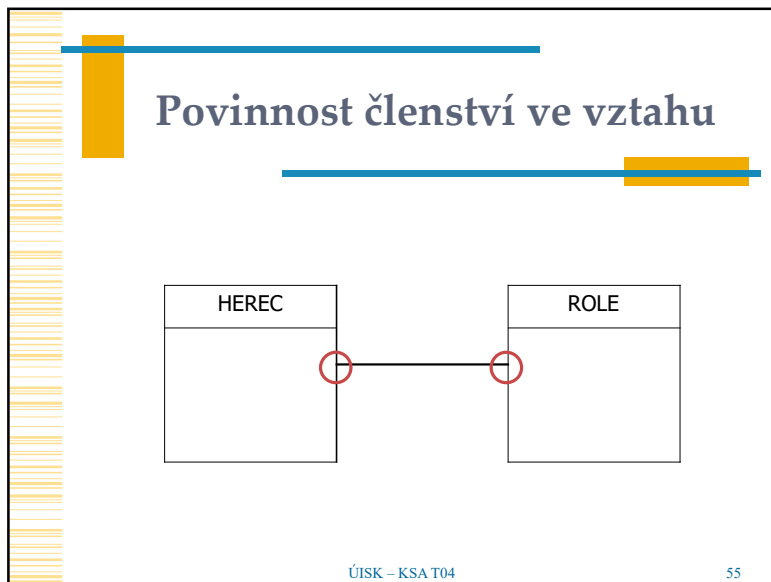 Povinnost členství ve vztahu
HEREC
ROLE
ÚISK – KSA T04
55